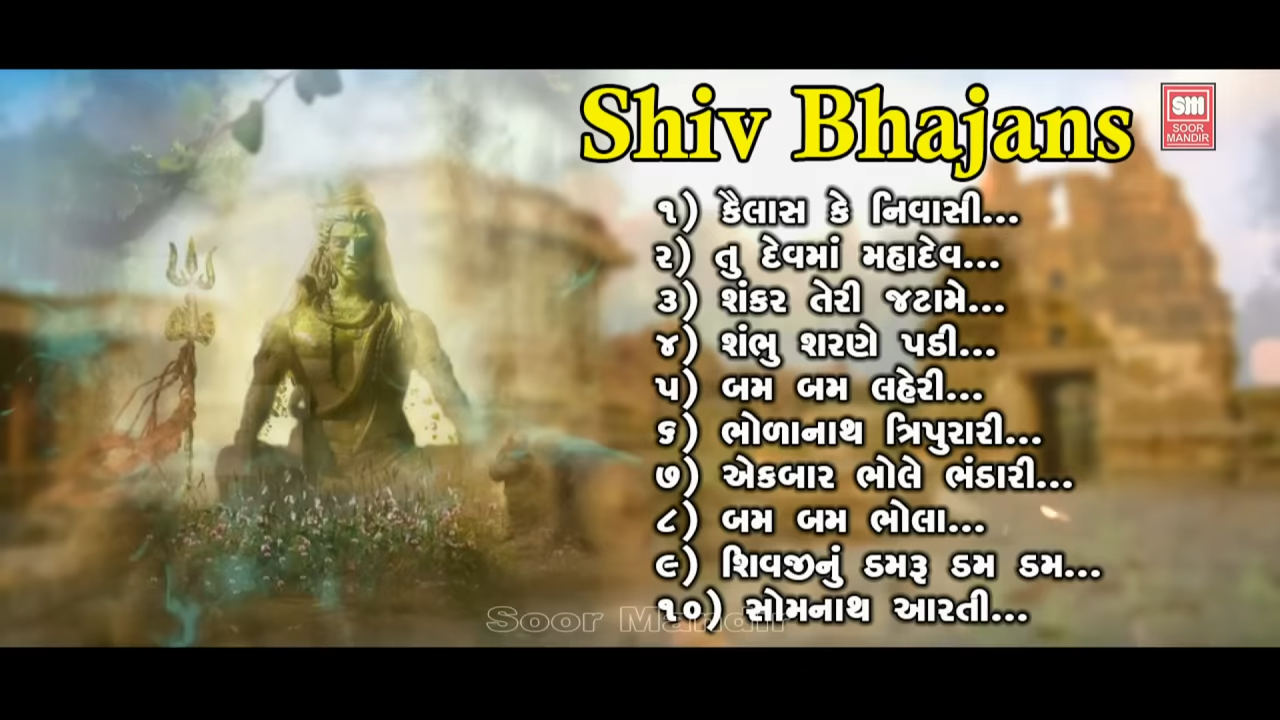 Shiv Bhajans
SM
SOOR
MANDIR
૧) કૈલાસ કે નિવાસી...
૨) તુ દેવમાં મહાદેવ...
૩) શંકર તેરી જટામે...
૪) શંભુ શરણે પડી...
૫) બમ બમ લહેરી...
૬) ભોળાનાથ ત્રિપુરારી...
૭) એકબાર ભોલે ભંડારી...
૮) બમ બમ ભોલા...
૯) શિવજીનું ડમરૂ ડમ ડમ...
૧૦) સોમનાથ આરતી...
Soor Mandir